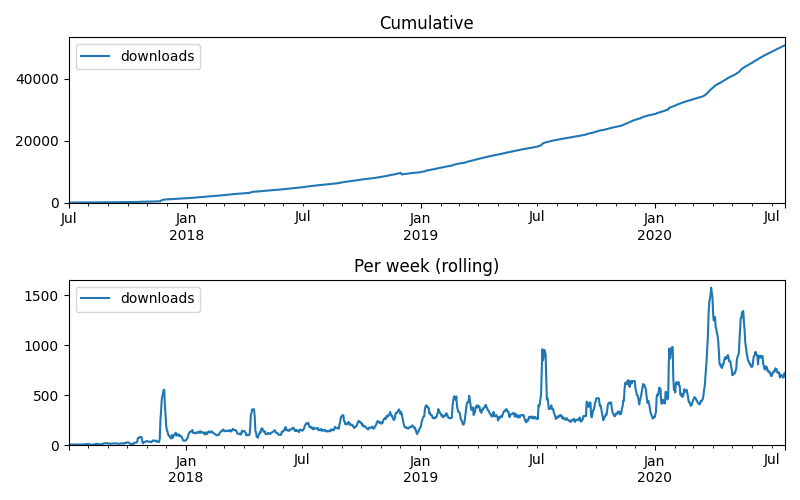 Cumulative
downloads
40000
20000
0
Jul Jan Jul Jan Jul Jan Jul
2018 2019 2020
Per week (rolling)
downloads
1500
1000
500
0
Jan Jul Jan Jul Jan Jul
2018 2019 2020